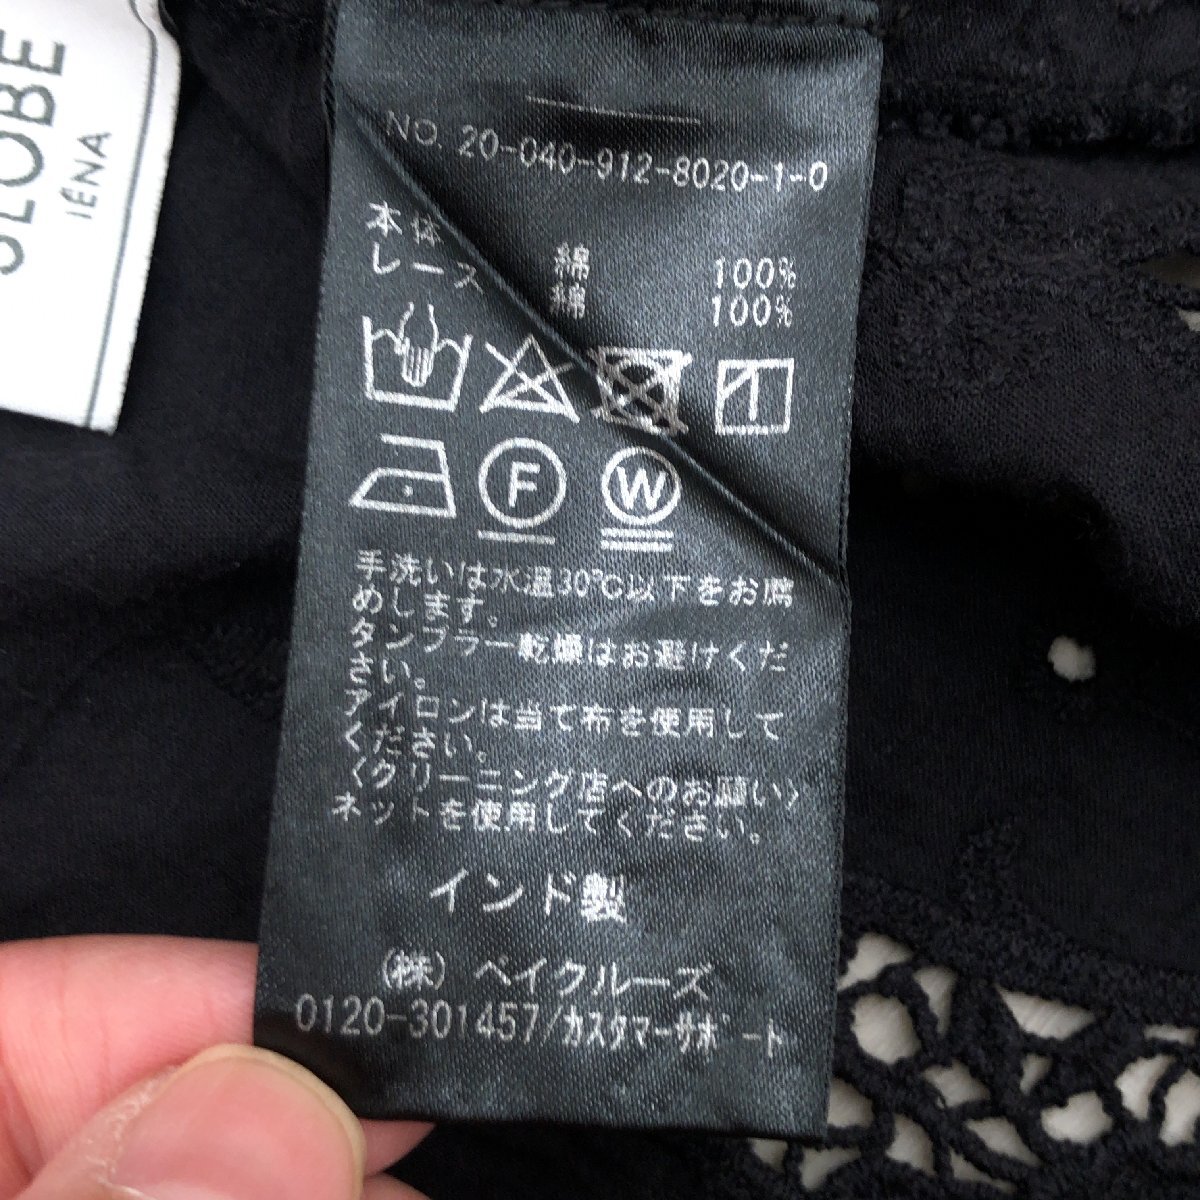 SLOBE
IÉNA
NO. 20-040-912-8020-1-0
本体 綿 100%
レース 綿 100%
F W
手洗いは水温30℃以下をお薦
めします。
タンブラー乾燥はお避けくだ
さい。
アイロンは当て布を使用して
ください。
〈クリーニング店へのお願い〉
ネットを使用してください。
インド製
(株) ベイクルーズ
0120-301457/カスタマーサポート